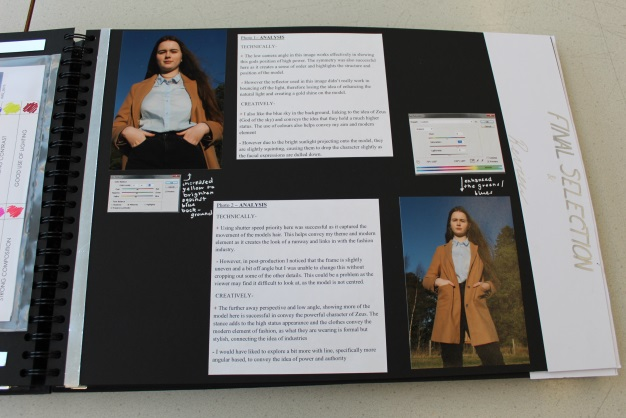 GOOD USE OF LIGHTING
STRONG COMPOSITION
Photo 1 - ANALYSIS
TECHNICALLY-
+ The low camera angle in this image works effectively in showing
this pole position of high power. The symmetry was also successful
here as it creates a sense of order and highlights the structure and
position of the model.
- However the reflector used in this image didn't really work in
bouncing off the light, therefore losing the idea of enhancing the
natural light and creating a gold shine on the model.
CREATIVELY-
+ I also like the blue sky in the background, linking to the idea of Zeus
(God of the sky) and conveys the idea that they hold a much higher
status. The use of colours also helps convey my aim and modern
element
- However due to the bright sunlight projecting onto the model, they
are slightly squinting, causing them to drop the character slightly as
the facial expressions are
increased
yellow to
brighten
against
blue
back-
ground
enhanced
the greens/
blues
Photo 2 - ANALYSIS
TECHNICALLY-
+ Using shutter speed priority here was successful as it captured the
movement of the models hair. This helps convey my theme and modern
element as it creates the look of a runway and links in with the fashion
industry.
- However, in post-production I noticed that the frame is slightly
uneven and a bit off angle but I was unable to change this without
cropping out some of the other details. This could be a problem as the
viewer may find it difficult to look at, as the model is not centred.
CREATIVELY-
+ The further away perspective and low angle, showing more of the
model here is successful in convey the powerful character of Zeus. The
stance adds to the high status appearance and the clothes convey the
modern element of fashion, as what they are wearing is formal but
stylish, connecting the idea of industries
- I would have liked to explore a bit more with line, specifically more
angular based, to convey the idea of power and authority
FINAL SELECTION